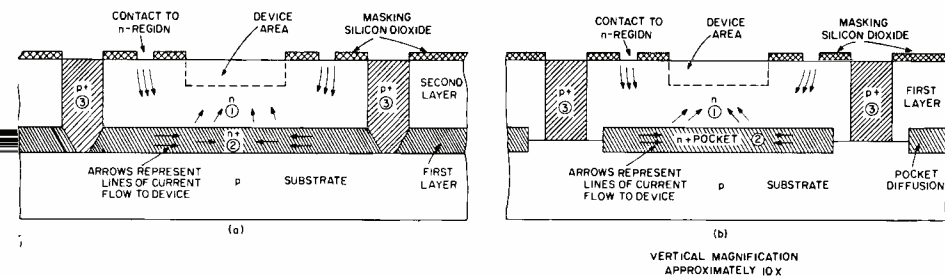 CONTACT TO
n-REGION
DEVICE
AREA
MASKING
SILICON DIOXIDE
p+
③
n
①
p+
③
SECOND
LAYER
n+
②
ARROWS REPRESENT
LINES OF CURRENT
FLOW TO DEVICE
p SUBSTRATE
FIRST
LAYER
(a)
CONTACT TO
n-REGION
DEVICE
AREA
MASKING
SILICON DIOXIDE
p+
③
n
①
p+
③
FIRST
LAYER
n+POCKET ②
ARROWS REPRESENT
LINES OF CURRENT
FLOW TO DEVICE
p SUBSTRATE
POCKET
DIFFUSION
(b)
VERTICAL MAGNIFICATION
APPROXIMATELY 10X